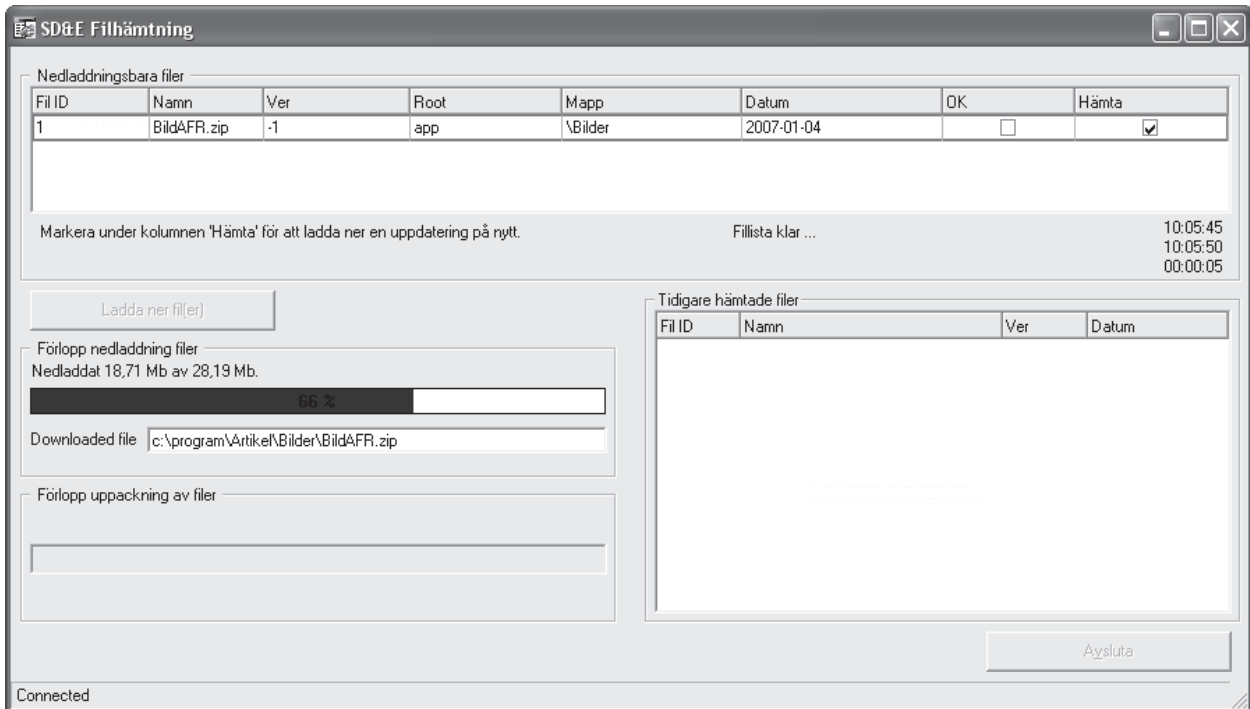 SD&E Filhämtning
Nedladdningsbara filer
Fil ID Namn Ver Root Mapp Datum OK Hämta
1 BildAFR.zip -1 app \Bilder 2007-01-04
Markera under kolumnen 'Hämta' för att ladda ner en uppdatering på nytt. Fillista klar ... 10:05:45
10:05:50
00:00:05
Ladda ner fil(er)
Förlopp nedladdning filer
Nedladdat 18,71 Mb av 28,19 Mb.
66 %
Downloaded file c:\program\Artikel\Bilder\BildAFR.zip
Förlopp uppackning av filer
Tidigare hämtade filer
Fil ID Namn Ver Datum
Avsluta
Connected